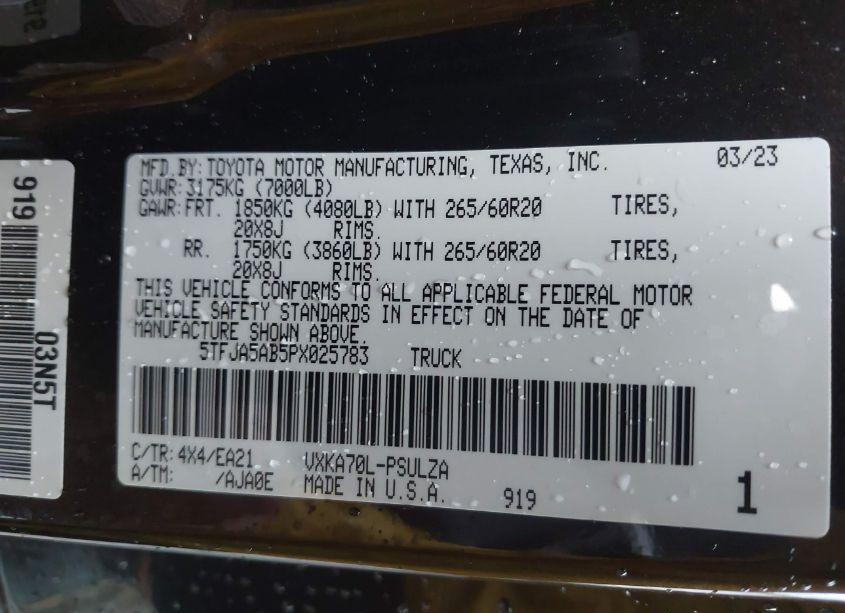 919
03N5T
MFD.BY:TOYOTA MOTOR MANUFACTURING, TEXAS, INC. 03/23
GVWR:3175KG (7000LB)
GAWR:FRT. 1850KG (4080LB) WITH 265/60R20 TIRES,
20X8J RIMS.
RR. 1750KG (3860LB) WITH 265/60R20 TIRES,
20X8J RIMS.
THIS VEHICLE CONFORMS TO ALL APPLICABLE FEDERAL MOTOR
VEHICLE SAFETY STANDARDS IN EFFECT ON THE DATE OF
MANUFACTURE SHOWN ABOVE.
5TFJA5AB5PX025783 TRUCK
C/TR:4X4/EA21 VXKA70L-PSULZA
A/TM: /AJA0E MADE IN U.S.A. 919 1